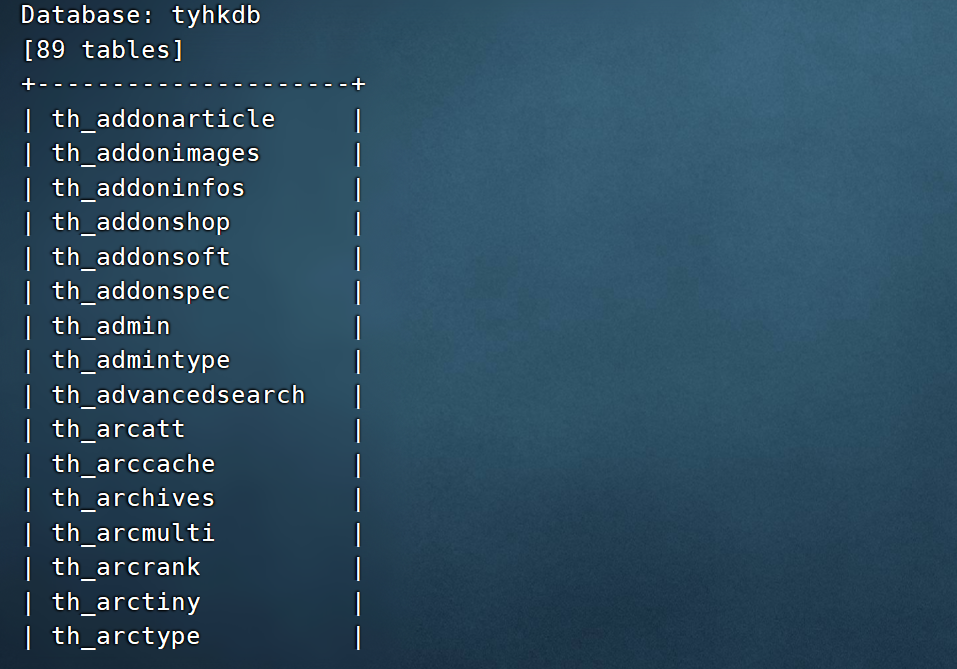 Database: tyhkdb
[89 tables]
+---------------------+
| th_addonarticle     |
| th_addonimages      |
| th_addoninfos       |
| th_addonshop        |
| th_addonsoft        |
| th_addonspec        |
| th_admin            |
| th_admintype        |
| th_advancedsearch   |
| th_arcatt           |
| th_arccache         |
| th_archives         |
| th_arcmulti         |
| th_arcrank          |
| th_arctiny          |
| th_arctype          |